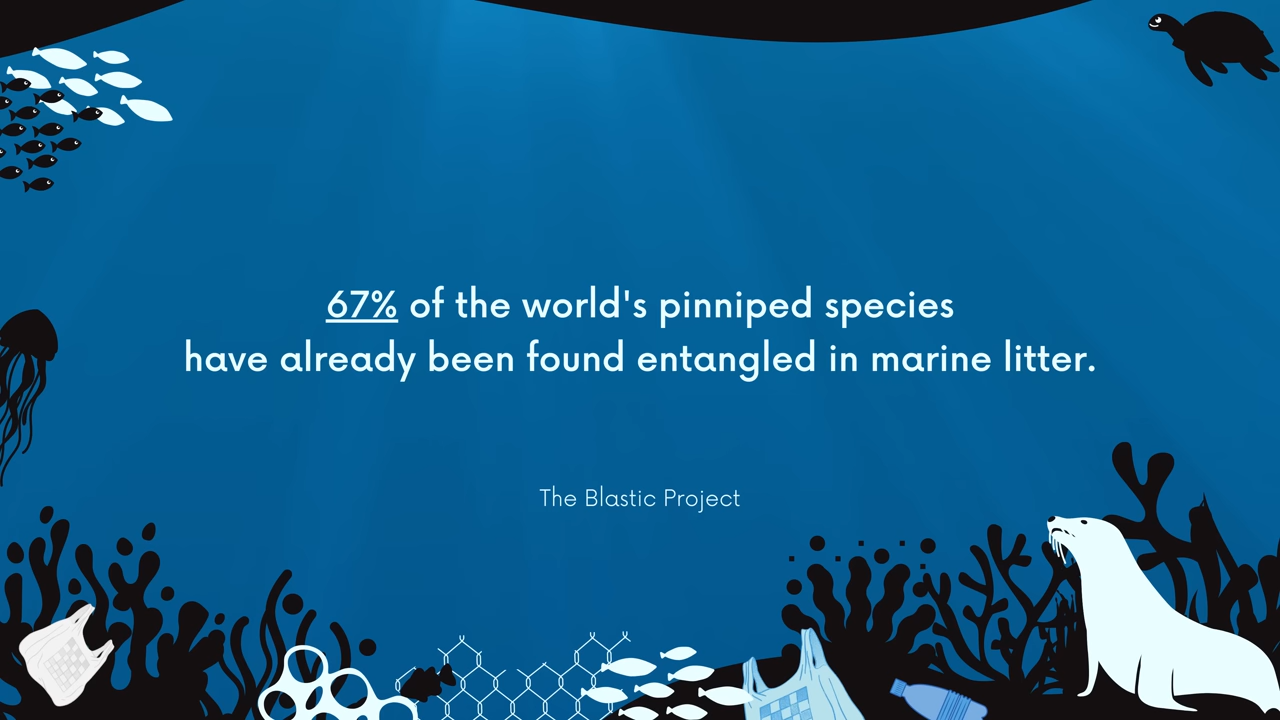 67% of the world's pinniped species
have already been found entangled in marine litter.
The Blastic Project